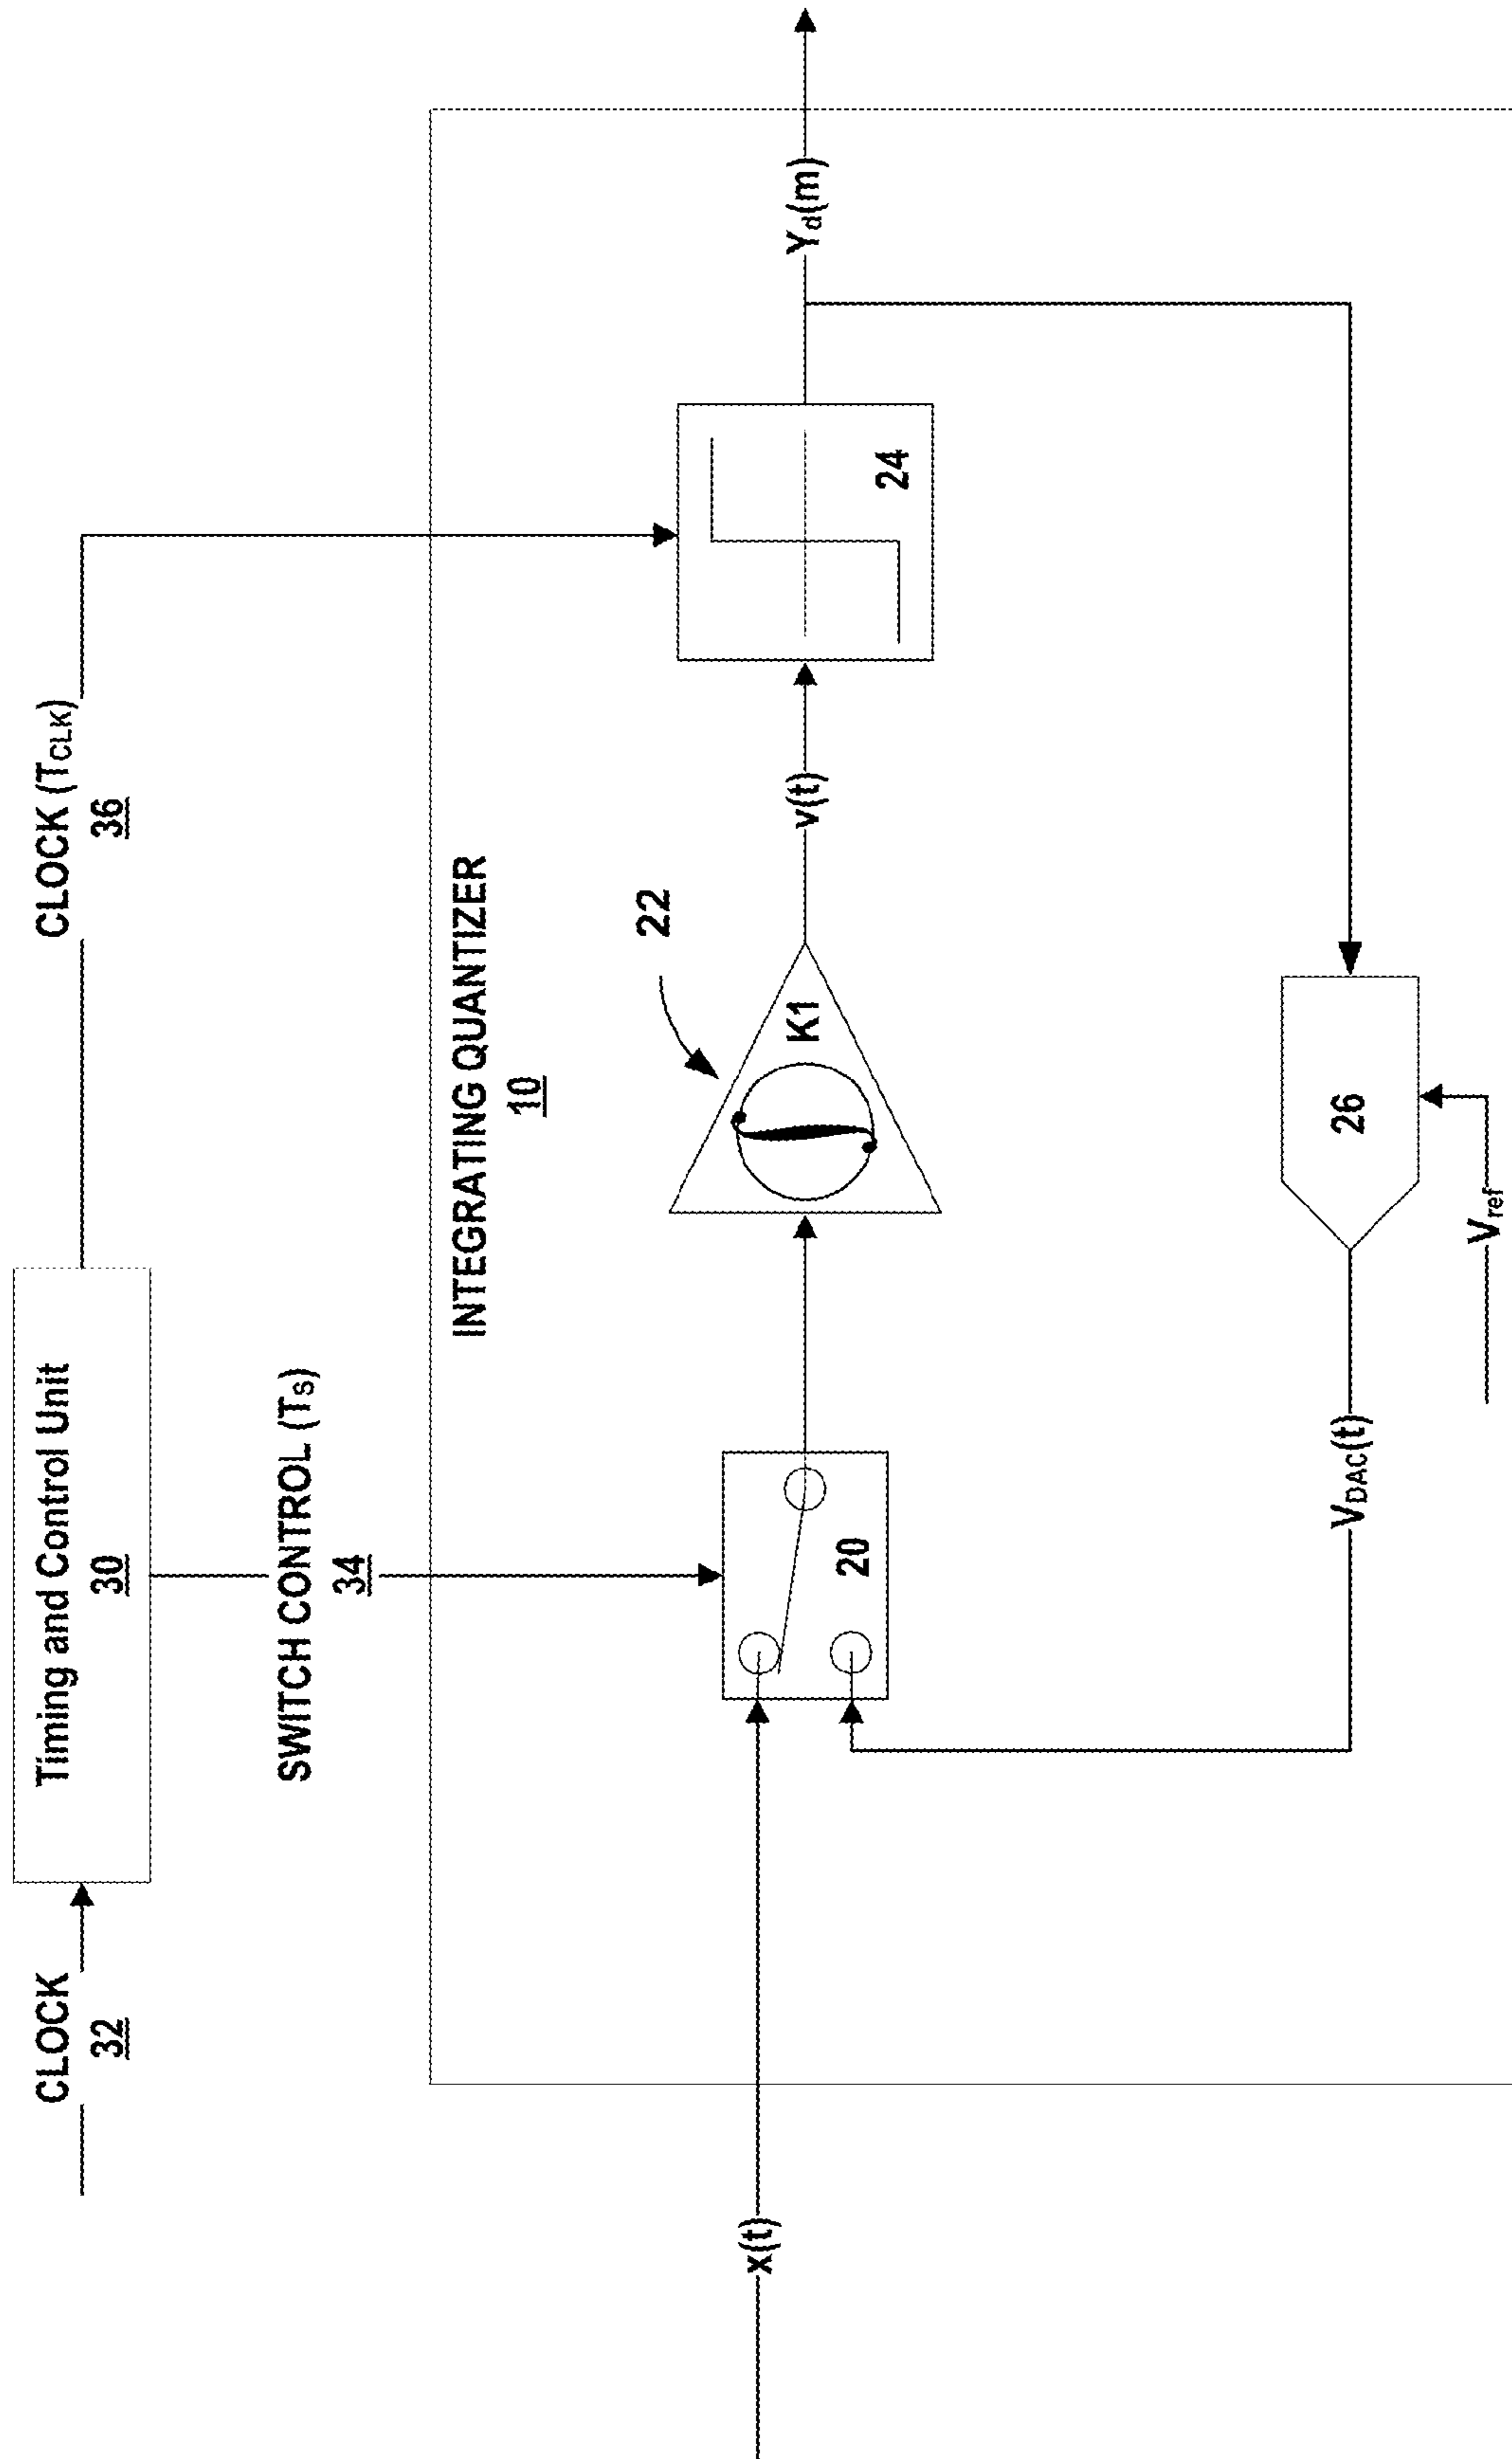 CLOCK
32
Timing and Control Unit
30
CLOCK (TCLK)
36
SWITCH CONTROL (TS)
34
INTEGRATING QUANTIZER
10
22
x(t)
20
K1
v(t)
24
Yd(m)
VDAC(t)
26
Vref